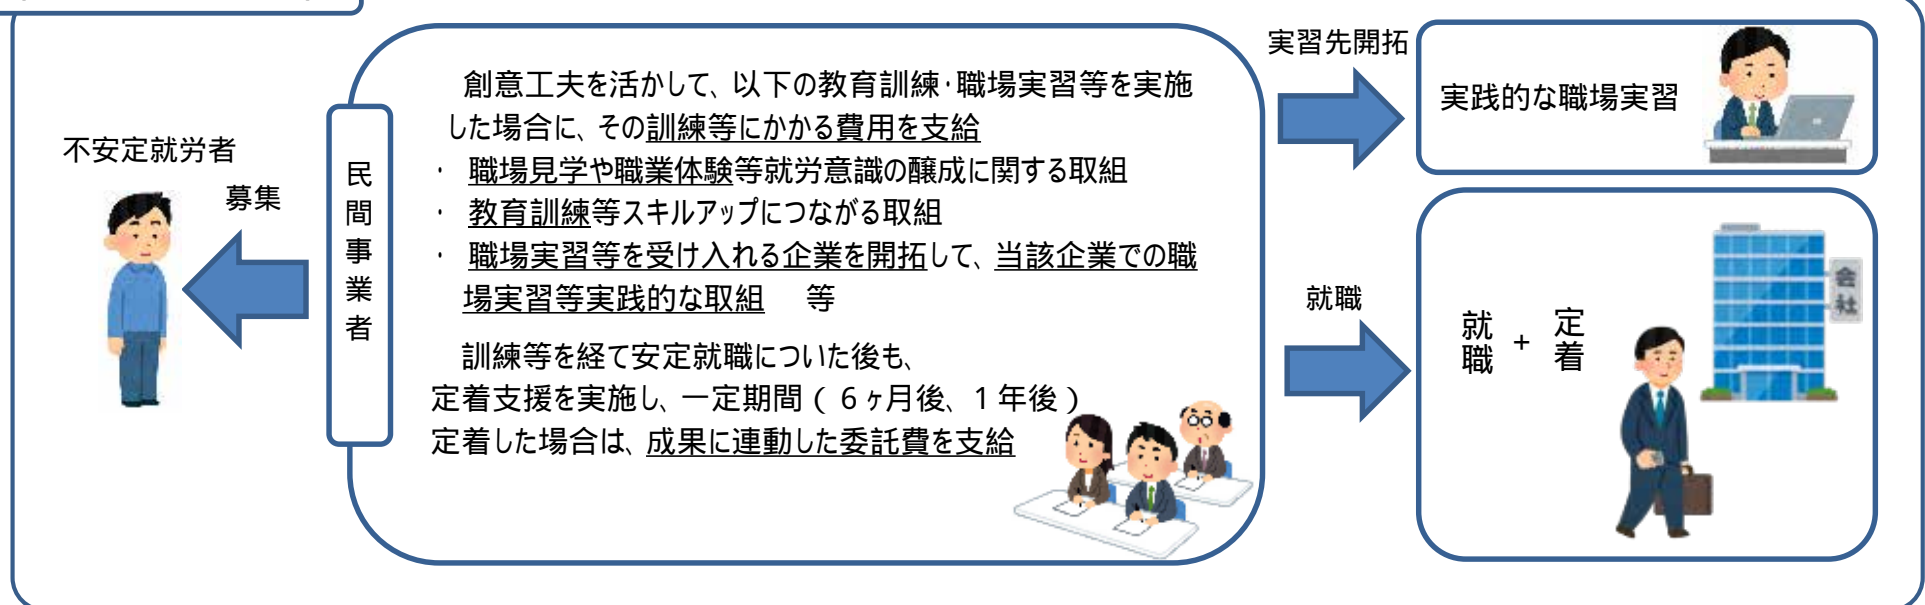 不安定就労者
募集
民間事業者
創意工夫を活かして、以下の教育訓練・職場実習等を実施
した場合に、その訓練等にかかる費用を支給
・ 職場見学や職業体験等就労意識の醸成に関する取組
・ 教育訓練等スキルアップにつながる取組
・ 職場実習等を受け入れる企業を開拓して、当該企業での職
場実習等実践的な取組 等
訓練等を経て安定就職についた後も、
定着支援を実施し、一定期間（６ヶ月後、１年後）
定着した場合は、成果に連動した委託費を支給
実習先開拓
実践的な職場実習
就職
就職 + 定着
会社